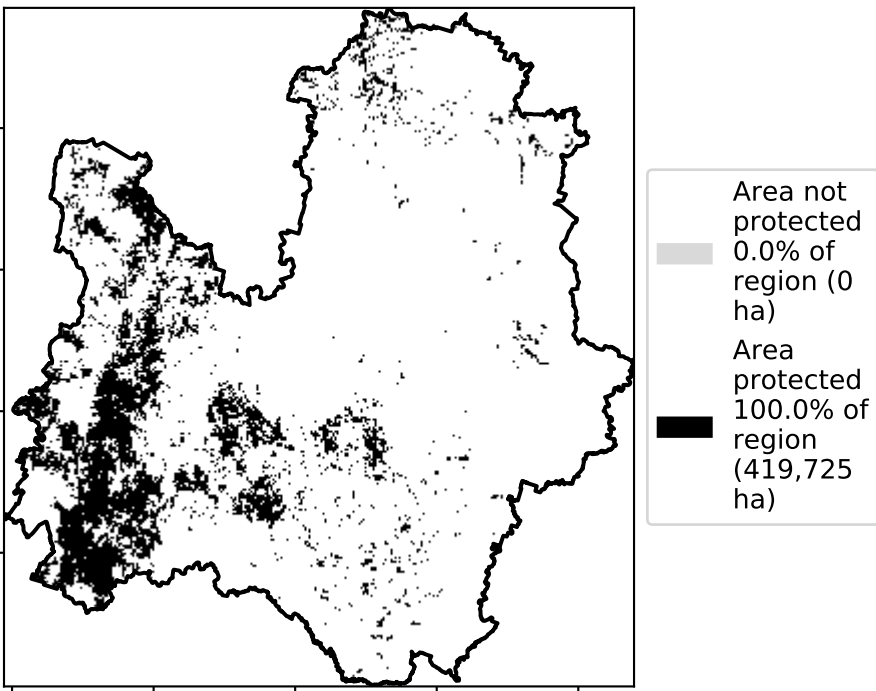 Area not
protected
0.0% of
region (0
ha)
Area
protected
100.0% of
region
(419,725
ha)